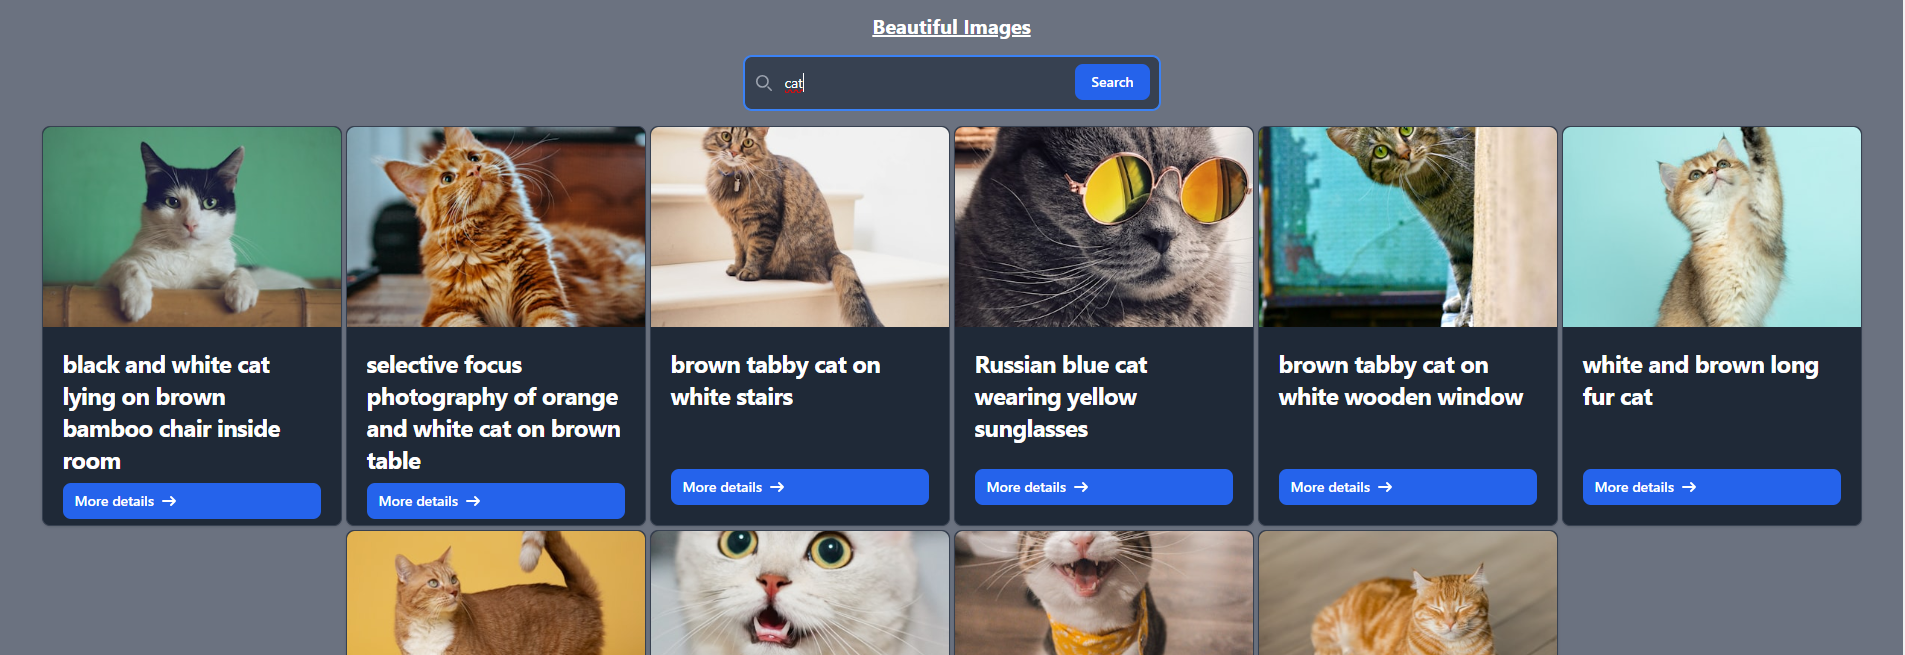 Beautiful Images
cat
Search
black and white cat
lying on brown
bamboo chair inside
room
More details
selective focus
photography of orange
and white cat on brown
table
More details
brown tabby cat on
white stairs
More details
Russian blue cat
wearing yellow
sunglasses
More details
brown tabby cat on
white wooden window
More details
white and brown long
fur cat
More details